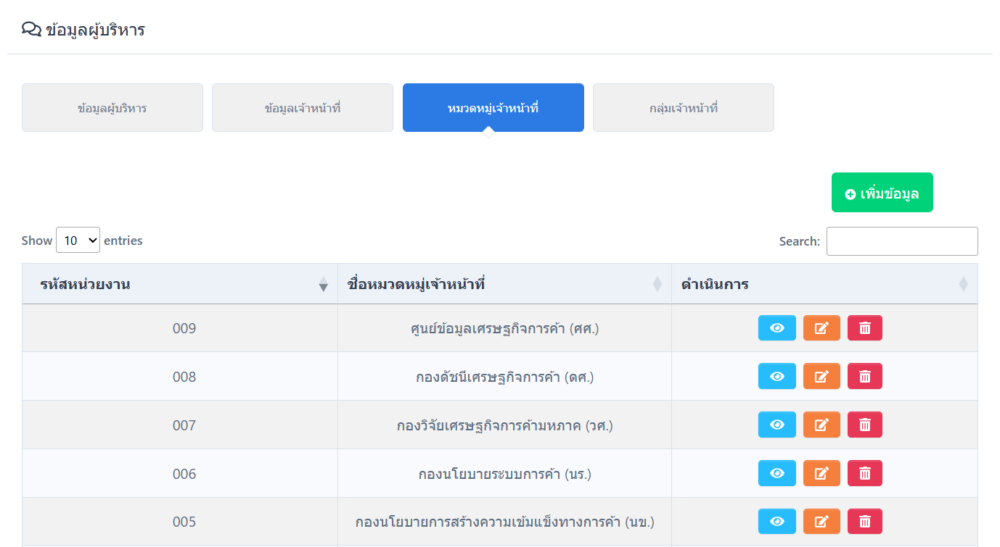 ข้อมูลผู้บริหาร
ข้อมูลผู้บริหาร ข้อมูลเจ้าหน้าที่ หมวดหมู่เจ้าหน้าที่ กลุ่มเจ้าหน้าที่
เพิ่มข้อมูล
Show 10 entries Search:
รหัสหน่วยงาน ชื่อหมวดหมู่เจ้าหน้าที่ ดำเนินการ
009 ศูนย์ข้อมูลเศรษฐกิจการค้า (ศศ.)
008 กองดัชนีเศรษฐกิจการค้า (ดศ.)
007 กองวิจัยเศรษฐกิจการค้ามหภาค (วศ.)
006 กองนโยบายระบบการค้า (นร.)
005 กองนโยบายการสร้างความเข้มแข็งทางการค้า (นข.)